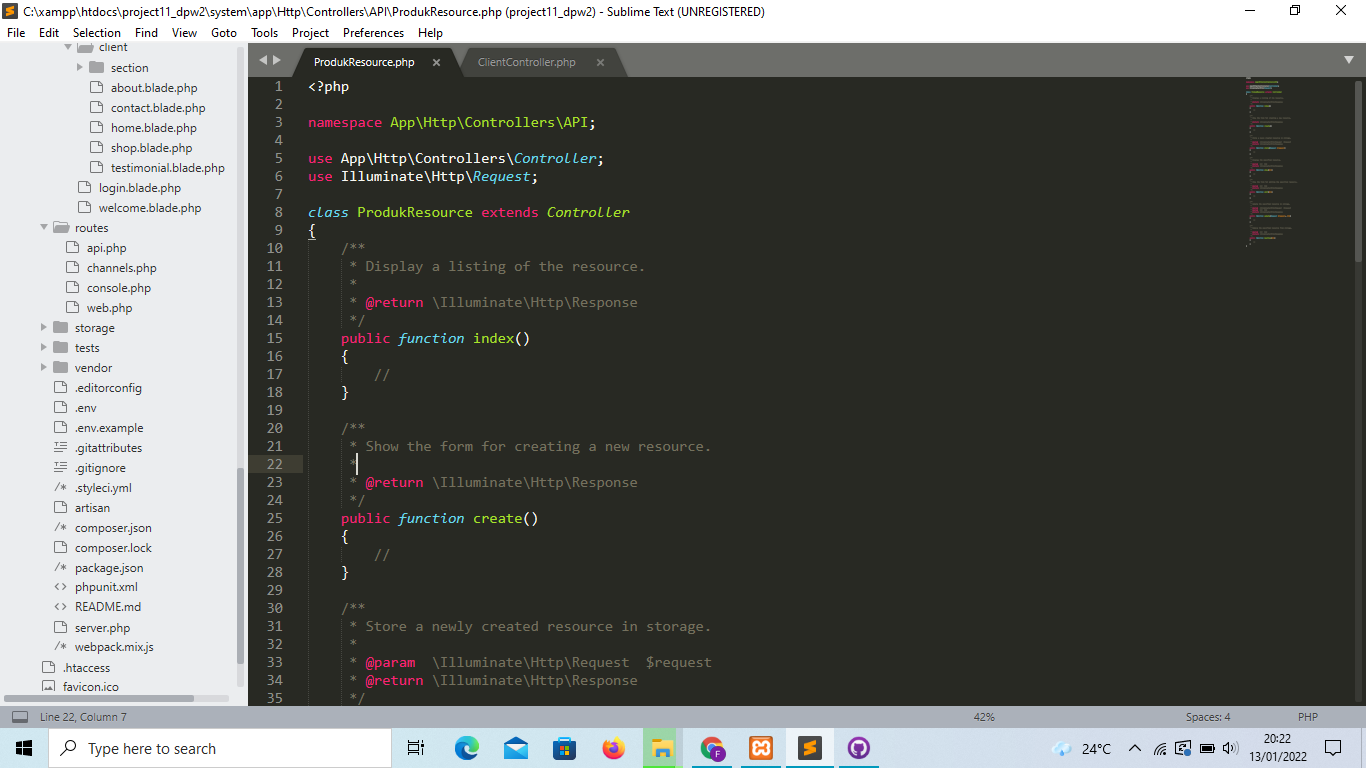 C:\xampp\htdocs\project11_dpw2\system\app\Http\Controllers\API\ProdukResource.php (project11_dpw2) - Sublime Text (UNREGISTERED)
File Edit Selection Find View Goto Tools Project Preferences Help
client
section
about.blade.php
contact.blade.php
home.blade.php
shop.blade.php
testimonial.blade.php
login.blade.php
welcome.blade.php
routes
api.php
channels.php
console.php
web.php
storage
tests
vendor
.editorconfig
.env
.env.example
.gitattributes
.gitignore
/* .styleci.yml
artisan
/* composer.json
composer.lock
/* package.json
<> phpunit.xml
<> README.md
server.php
/* webpack.mix.js
.htaccess
favicon.ico
ProdukResource.php × ClientController.php ×
1 <?php
2
3 namespace App\Http\Controllers\API;
4
5 use App\Http\Controllers\Controller;
6 use Illuminate\Http\Request;
7
8 class ProdukResource extends Controller
9 {
10 /**
11 * Display a listing of the resource.
12 *
13 * @return \Illuminate\Http\Response
14 */
15 public function index()
16 {
17 //
18 }
19
20 /**
21 * Show the form for creating a new resource.
22 *
23 * @return \Illuminate\Http\Response
24 */
25 public function create()
26 {
27 //
28 }
29
30 /**
31 * Store a newly created resource in storage.
32 *
33 * @param \Illuminate\Http\Request $request
34 * @return \Illuminate\Http\Response
35 */
Line 22, Column 7 42% Spaces: 4 PHP
Type here to search
F
24°C
20:22
13/01/2022